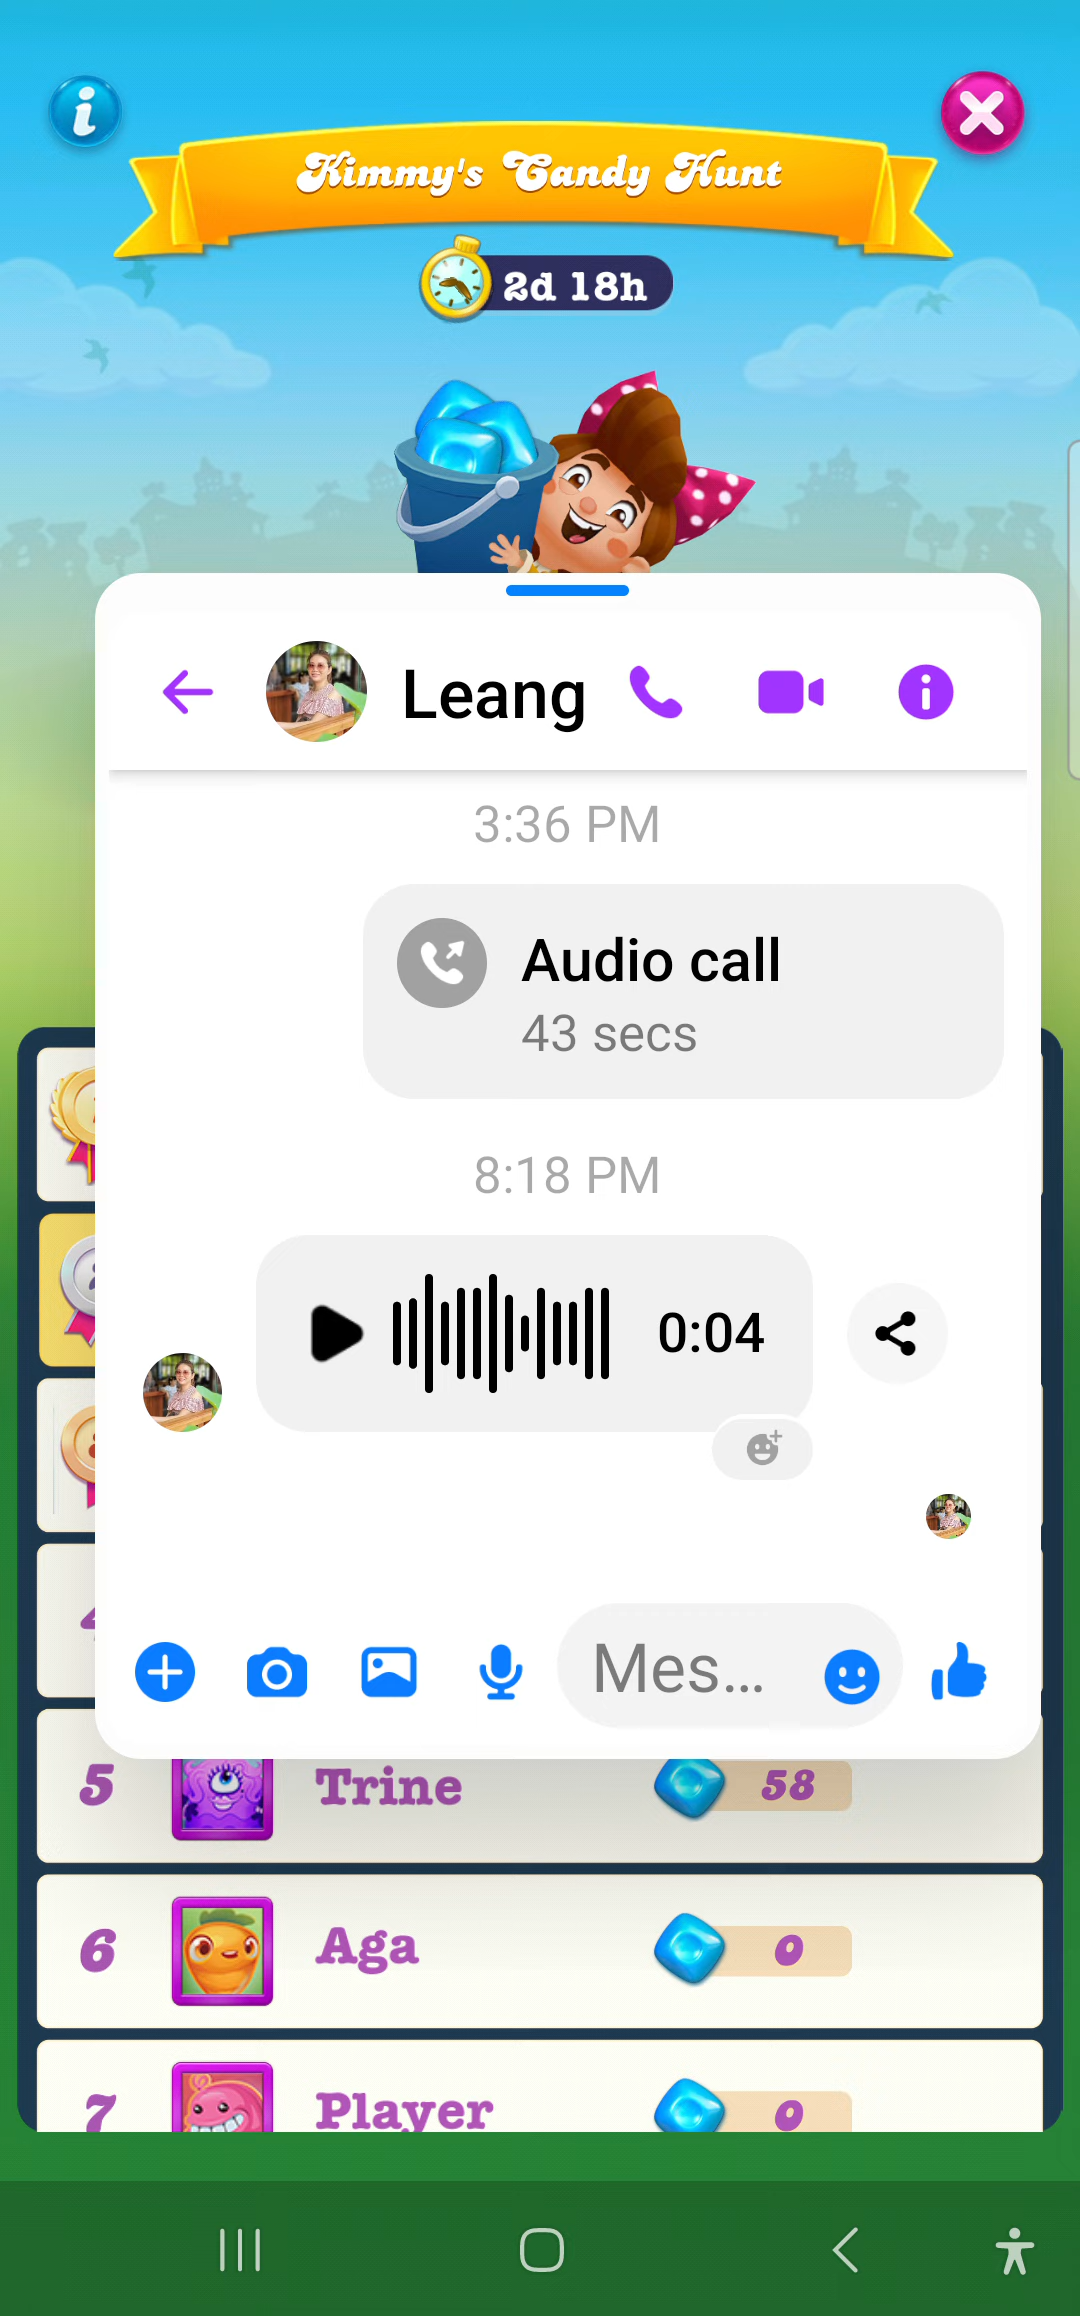 Kimmy's Candy Hunt
2d 18h
Leang
3:36 PM
Audio call
43 secs
8:18 PM
0:04
Mes...
5 Trine 58
6 Aga 0
7 Player 0